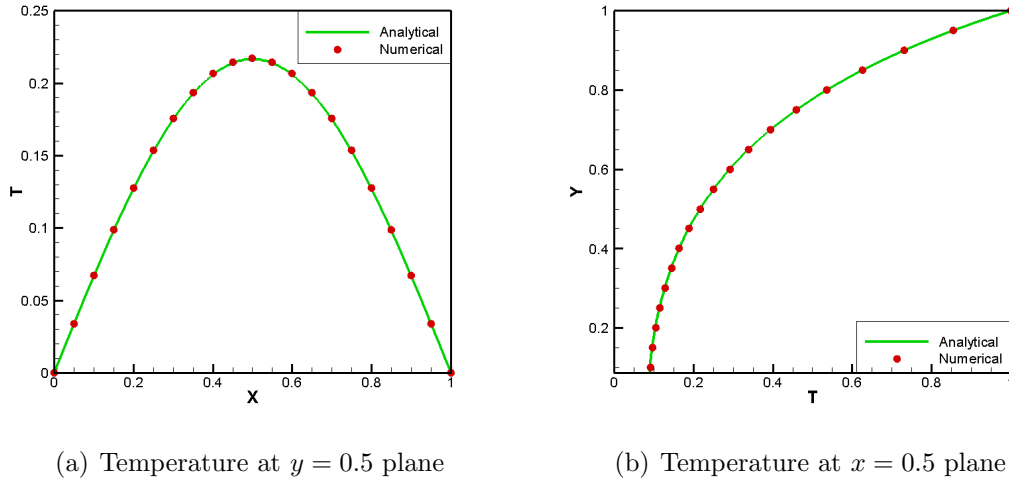 0.25
0.2
0.15
0.1
0.05
0
T
0 0.2 0.4 0.6 0.8 1
X
Analytical
Numerical
(a) Temperature at y = 0.5 plane
1
0.8
0.6
0.4
0.2
Y
0 0.2 0.4 0.6 0.8
T
Analytical
Numerical
(b) Temperature at x = 0.5 plane